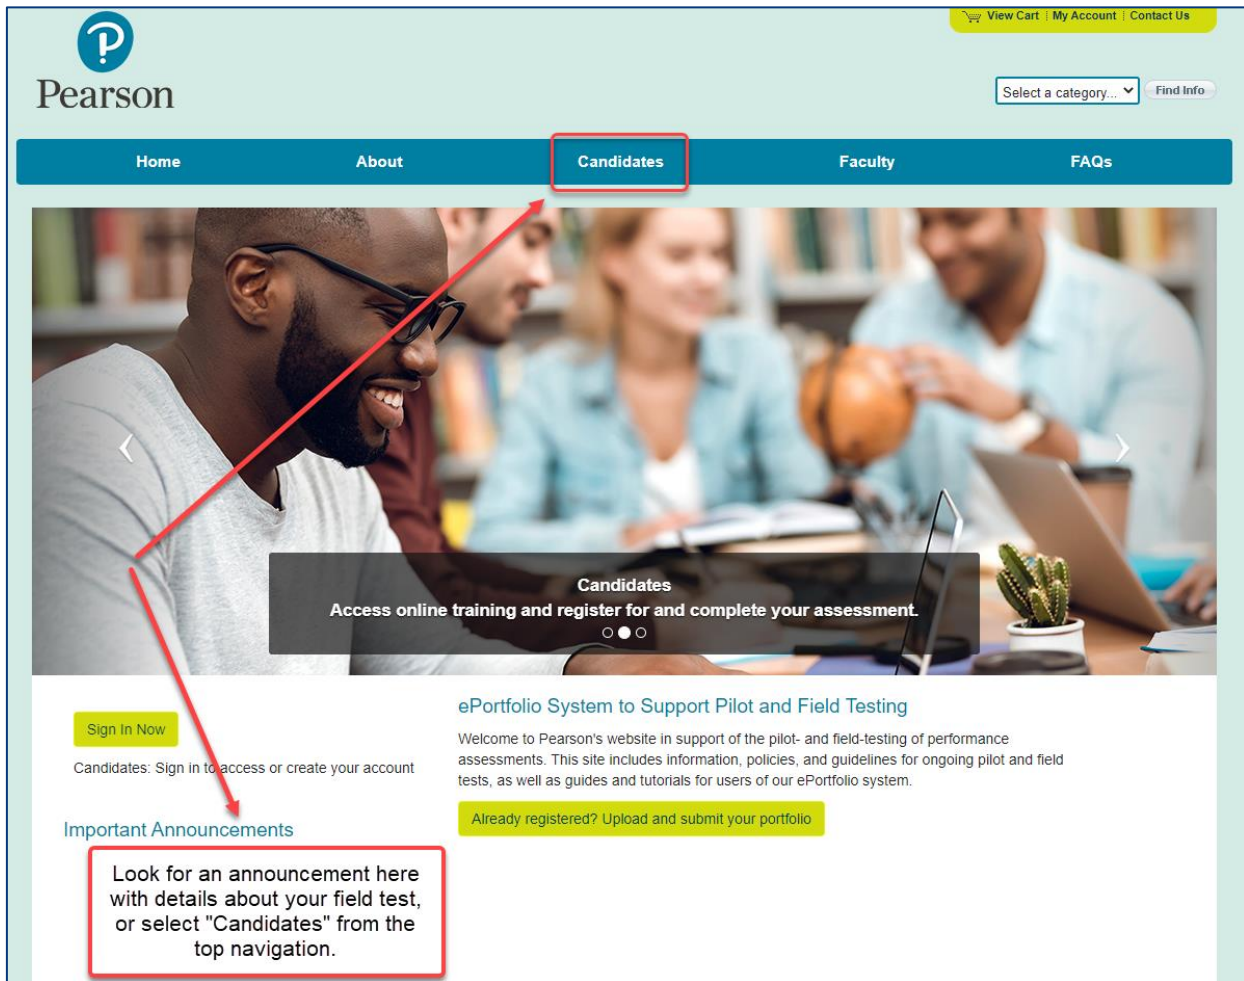 View Cart | My Account | Contact Us
Pearson
Select a category...
Find Info
Home About Candidates Faculty FAQs
Candidates
Access online training and register for and complete your assessment.
Sign In Now
Candidates: Sign in to access or create your account
Important Announcements
Look for an announcement here
with details about your field test,
or select "Candidates" from the
top navigation.
ePortfolio System to Support Pilot and Field Testing
Welcome to Pearson's website in support of the pilot- and field-testing of performance
assessments. This site includes information, policies, and guidelines for ongoing pilot and field
tests, as well as guides and tutorials for users of our ePortfolio system.
Already registered? Upload and submit your portfolio